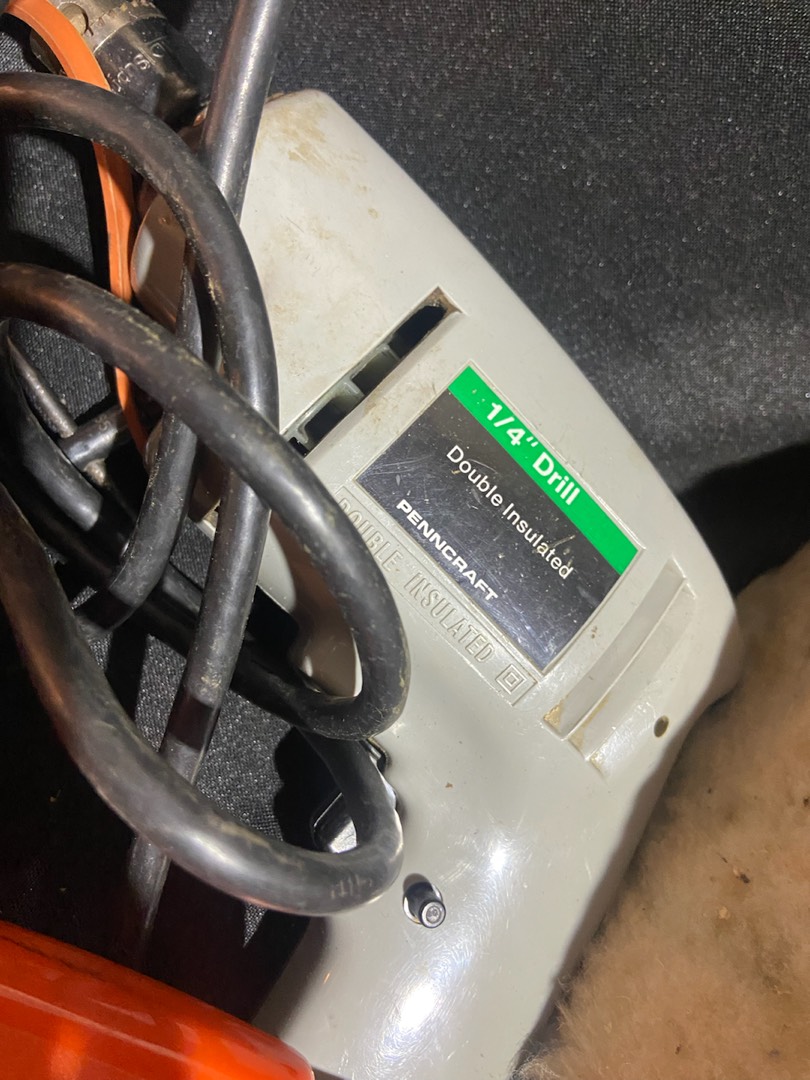 1/4" Drill
Double Insulated
PENNCRAFT
DOUBLE INSULATED